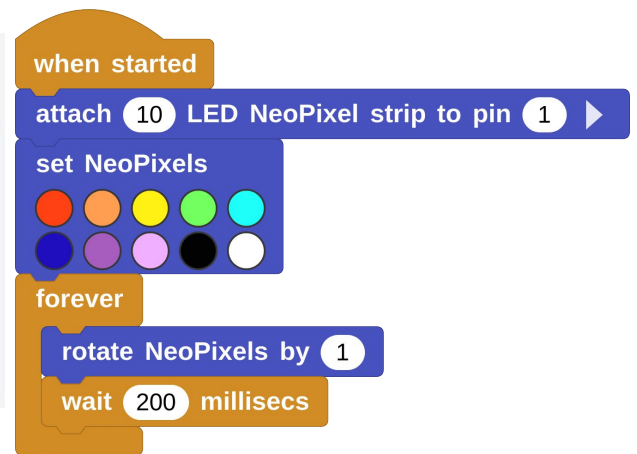 when started
attach 10 LED NeoPixel strip to pin 1
set NeoPixels
forever
rotate NeoPixels by 1
wait 200 millisecs